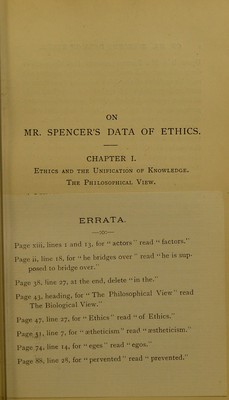 ON
MR. SPENCER'S DATA OF ETHICS.
CHAPTER I.
ETHICS AND THE UNIFICATION OF KNOWLEDGE.
THE PHILOSOPHICAL VIEW.
ERRATA.
Page xiii, lines 1 and 13, for "actors" read "factors."
Page ii, line 18, for "he bridges over" read "he is sup-
posed to bridge over."
Page 38, line 27, at the end, delete "in the."
Page 43, heading, for "The Philosophical View" read
The Biological View."
Page 47, line 27, for "Ethics" read "of Ethics."
Page 51, line 7, for "ætheticism" read "æstheticism."
Page 74, line 14, for "eges" read "egos."
Page 88, line 28, for "pervented" read "prevented."